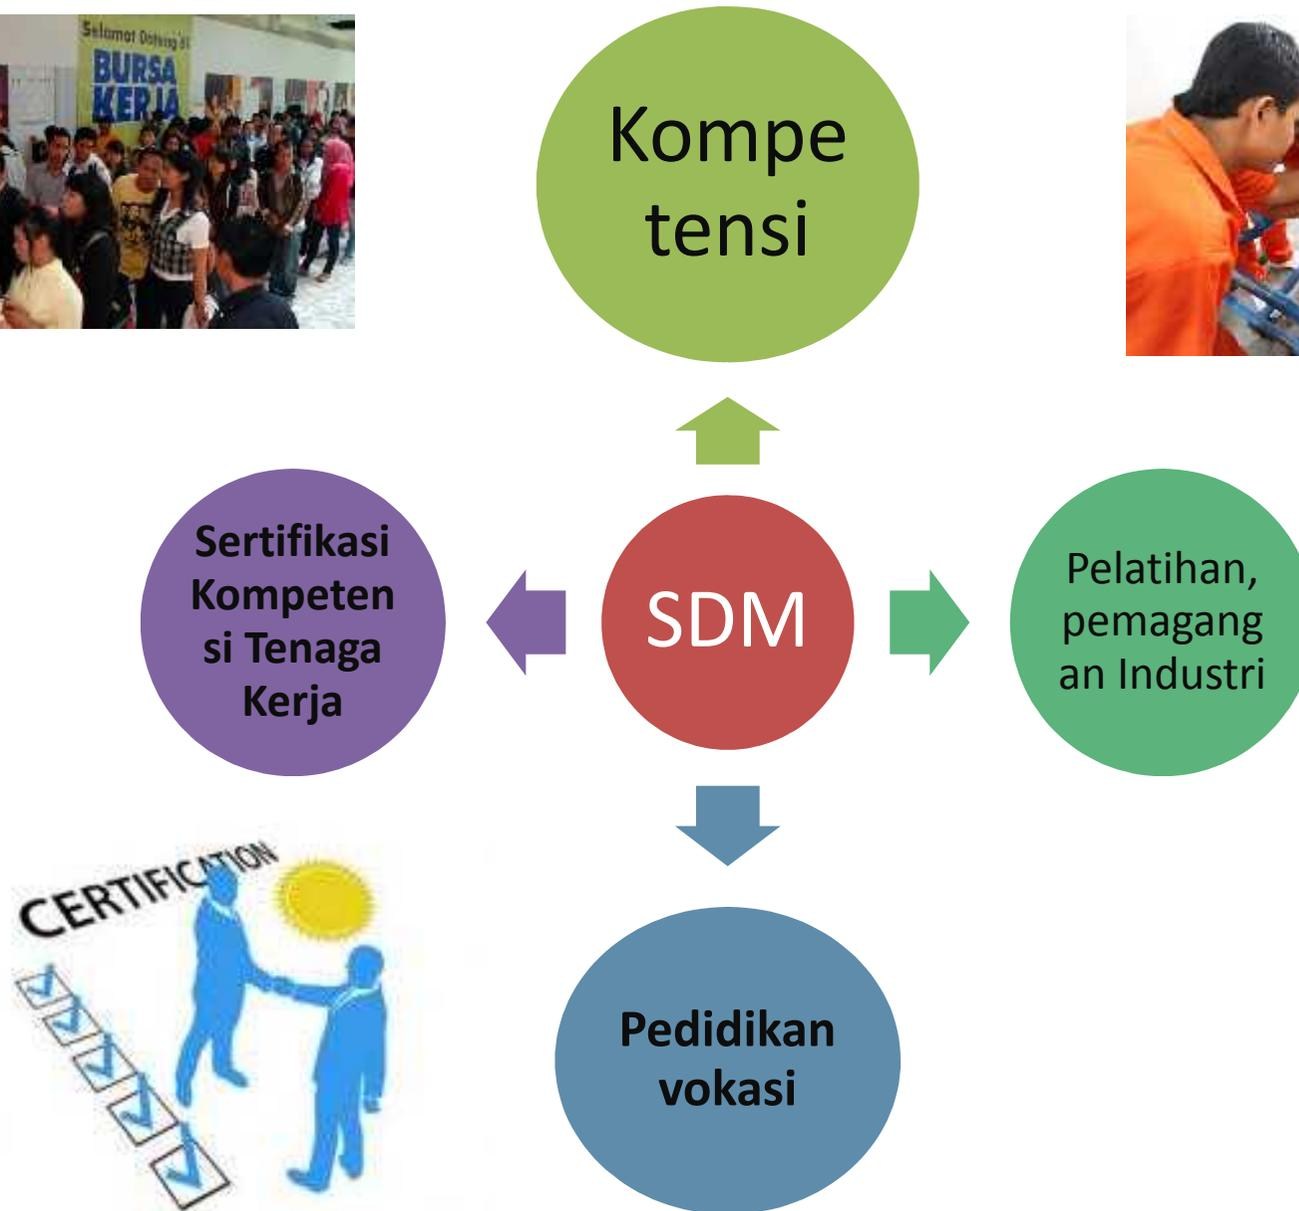 Selamat Datang di
BURSA
KERJA
Kompe
tensi
Sertifikasi
Kompeten
si Tenaga
Kerja
SDM
Pelatihan,
pemagang
an Industri
CERTIFICATION
Pedidikan
vokasi